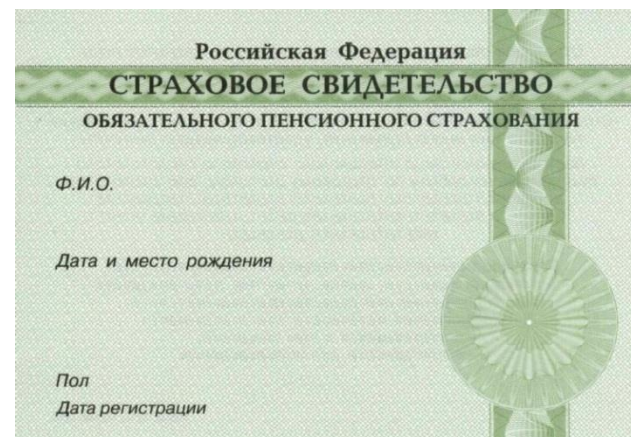 Российская Федерация
СТРАХОВОЕ СВИДЕТЕЛЬСТВО
ОБЯЗАТЕЛЬНОГО ПЕНСИОННОГО СТРАХОВАНИЯ
Ф.И.О.
Дата и место рождения
Пол
Дата регистрации